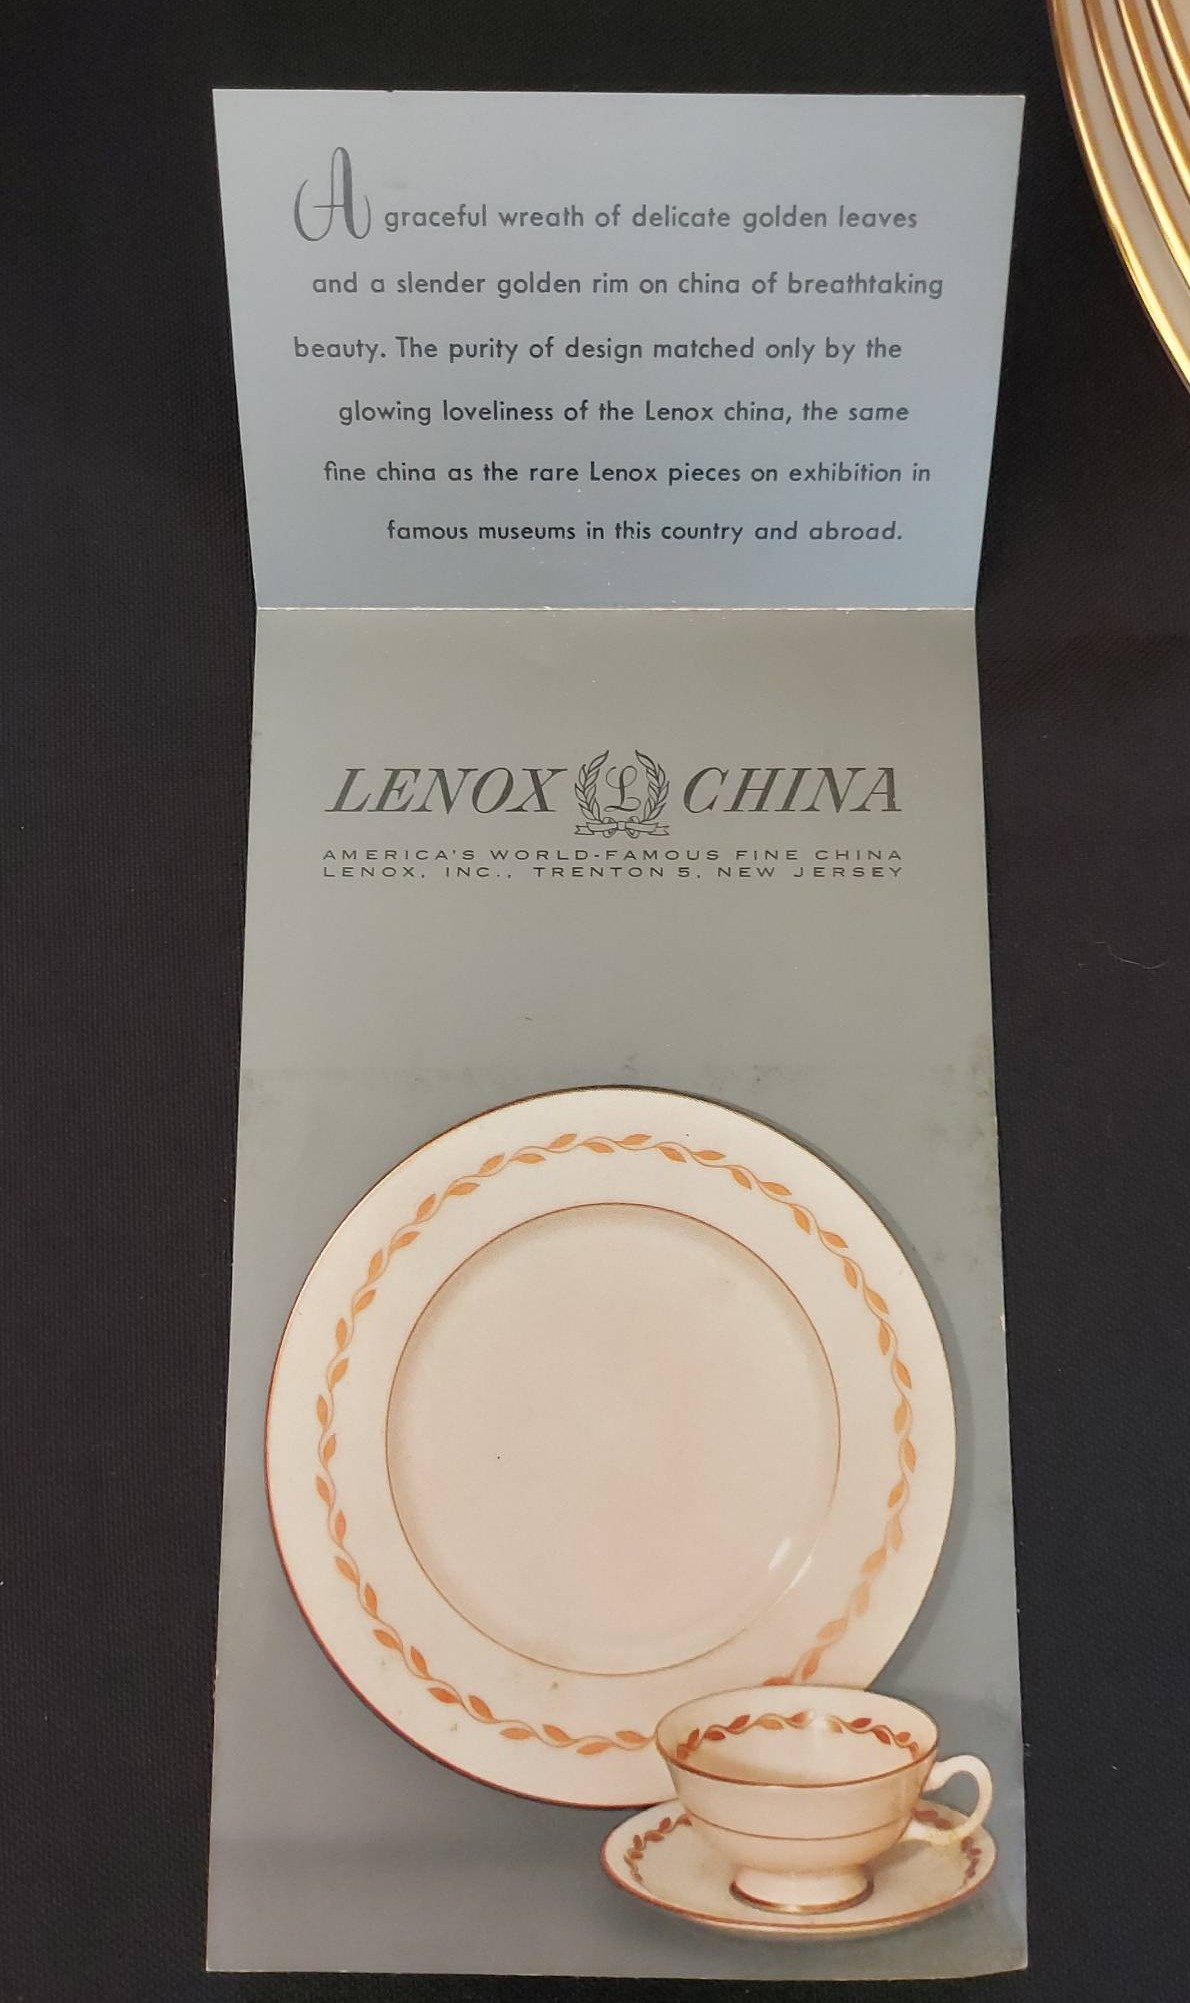 A graceful wreath of delicate golden leaves
and a slender golden rim on china of breathtaking
beauty. The purity of design matched only by the
glowing loveliness of the Lenox china, the same
fine china as the rare Lenox pieces on exhibition in
famous museums in this country and abroad.
LENOX L CHINA
AMERICA'S WORLD-FAMOUS FINE CHINA
LENOX, INC., TRENTON 5, NEW JERSEY